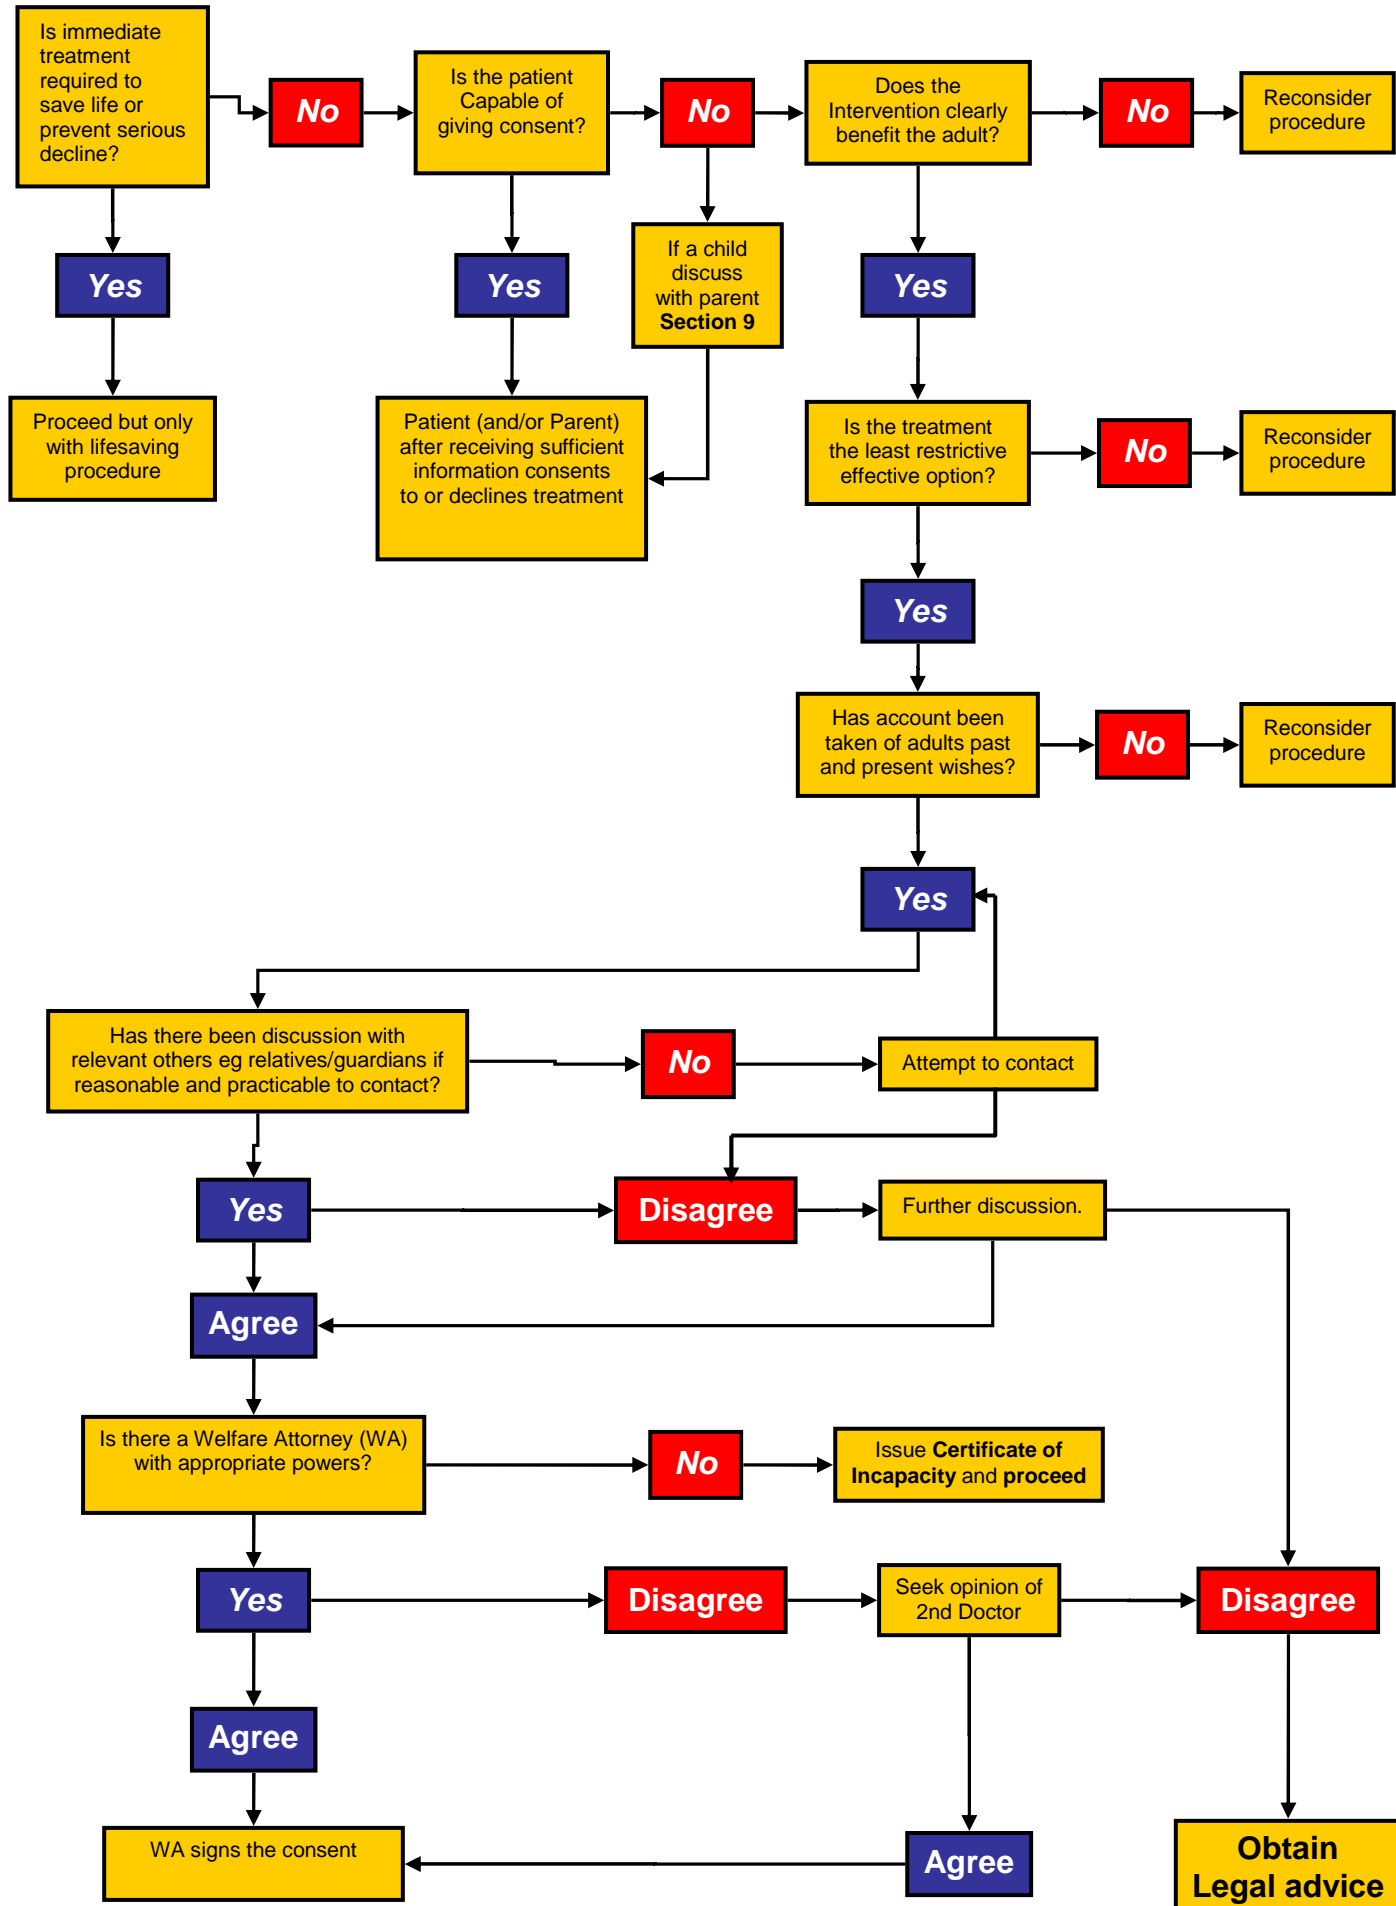 Is immediate
treatment
required to
save life or
prevent serious
decline?
No
Is the patient
Capable of
giving consent?
No
Does the
Intervention clearly
benefit the adult?
No
Reconsider
procedure
Yes
Yes
If a child
discuss
with parent
Section 9
Yes
Proceed but only
with lifesaving
procedure
Patient (and/or Parent)
after receiving sufficient
information consents
to or declines treatment
Is the treatment
the least restrictive
effective option?
No
Reconsider
procedure
Yes
Has account been
taken of adults past
and present wishes?
No
Reconsider
procedure
Yes
Has there been discussion with
relevant others eg relatives/guardians if
reasonable and practicable to contact?
No
Attempt to contact
Yes
Disagree
Further discussion.
Agree
Is there a Welfare Attorney (WA)
with appropriate powers?
No
Issue Certificate of
Incapacity and proceed
Yes
Disagree
Seek opinion of
2nd Doctor
Disagree
Agree
WA signs the consent
Agree
Obtain
Legal advice